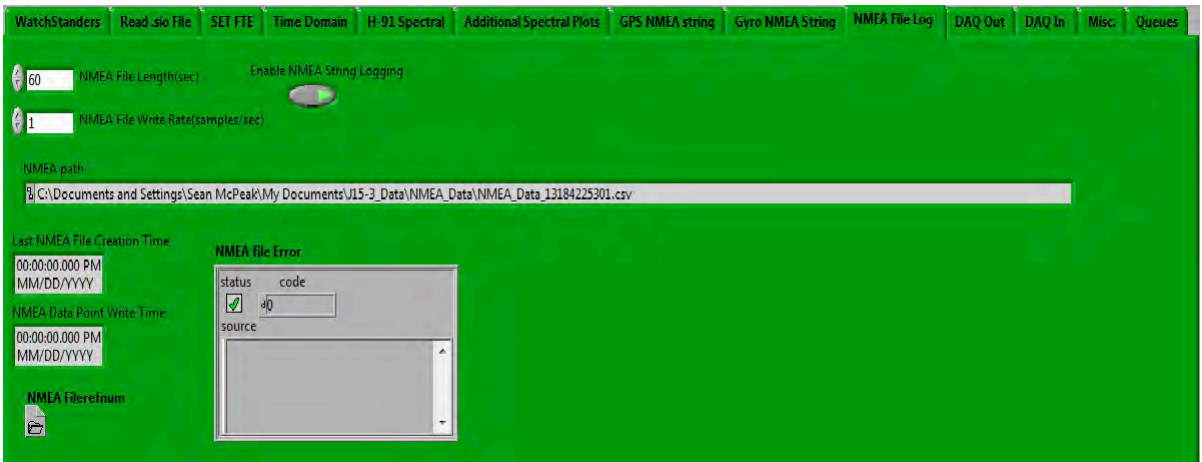 WatchStanders Read .sio File SET FTE Time Domain H-91 Spectral Additional Spectral Plots GPS NMEA string Gyro NMEA String NMEA File Log DAQ Out DAQ In Misc. Queues
60 NMEA File Length(sec)
Enable NMEA String Logging
1 NMEA File Write Rate(samples/sec)
NMEA path
C:\Documents and Settings\Sean McPeak\My Documents\J15-3_Data\NMEA_Data\NMEA_Data_13184225301.csv
Last NMEA File Creation Time
00:00:00.000 PM
MM/DD/YYYY
NMEA Data Point Write Time
00:00:00.000 PM
MM/DD/YYYY
NMEA Filerefnum
NMEA file Error
status code
d0
source